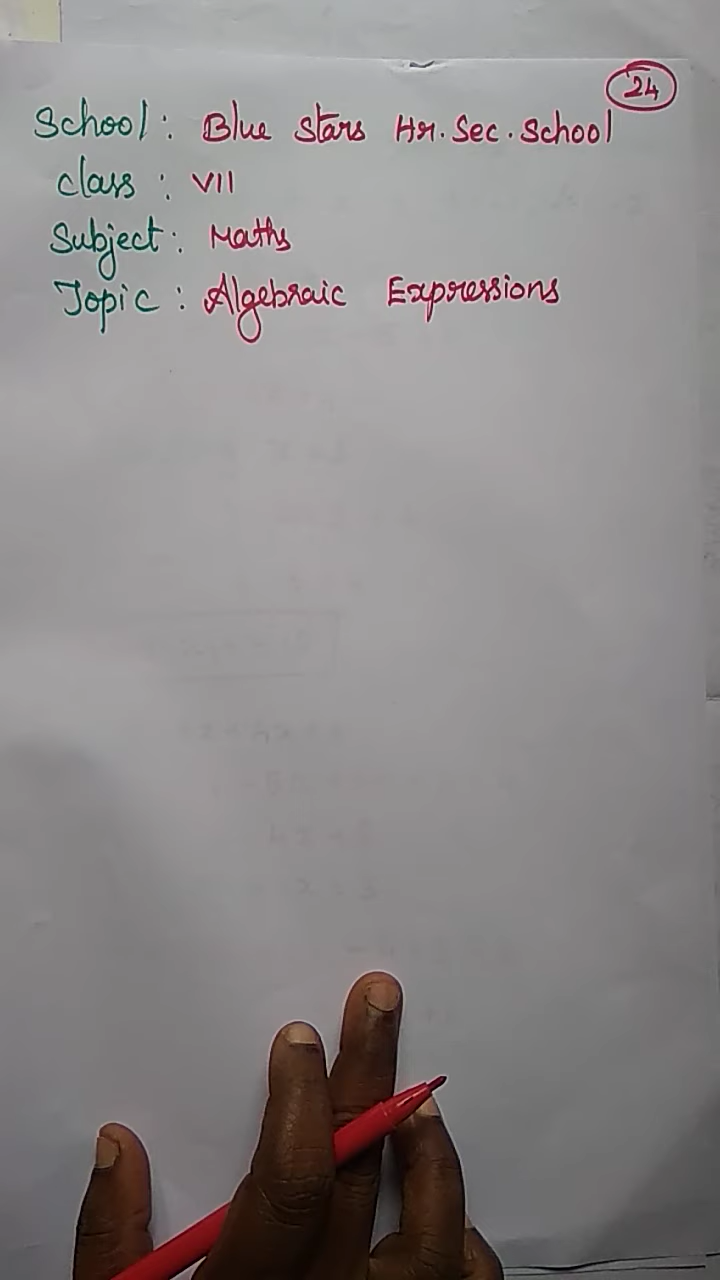 24
School: Blue Stars Hr. Sec. School
Class: VII
Subject: Maths
Topic: Algebraic Expressions